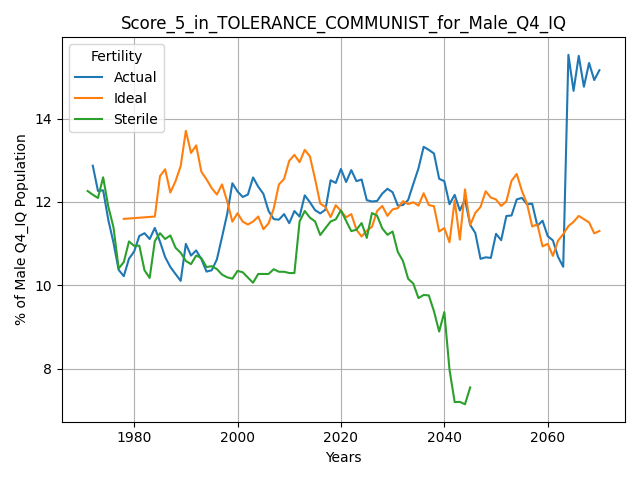 Score_5_in_TOLERANCE_COMMUNIST_for_Male_Q4_IQ
Fertility
Actual
Ideal
Sterile
% of Male Q4_IQ Population
14
12
10
8
1980
2000
2020
2040
2060
Years